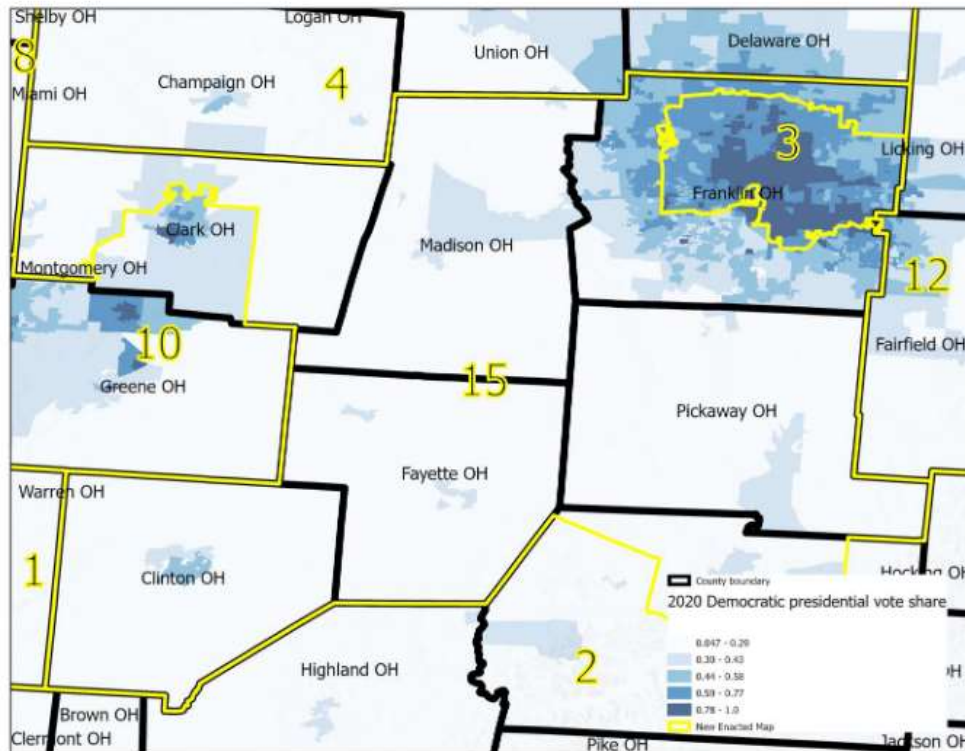 Shelby OH
Logan OH
Union OH
Delaware OH
8
Miami OH
Champaign OH
4
3
Licking OH
Franklin OH
Clark OH
Madison OH
Montgomery OH
12
10
Fairfield OH
Greene OH
15
Pickaway OH
Fayette OH
Warren OH
1
Clinton OH
Hocking OH
County boundary
2020 Democratic presidential vote share
0.047 - 0.29
0.30 - 0.43
0.44 - 0.58
0.59 - 0.77
0.78 - 1.0
New Enacted Map
2
Highland OH
OH
Brown OH
Clermont OH
Pike OH
Jackson OH